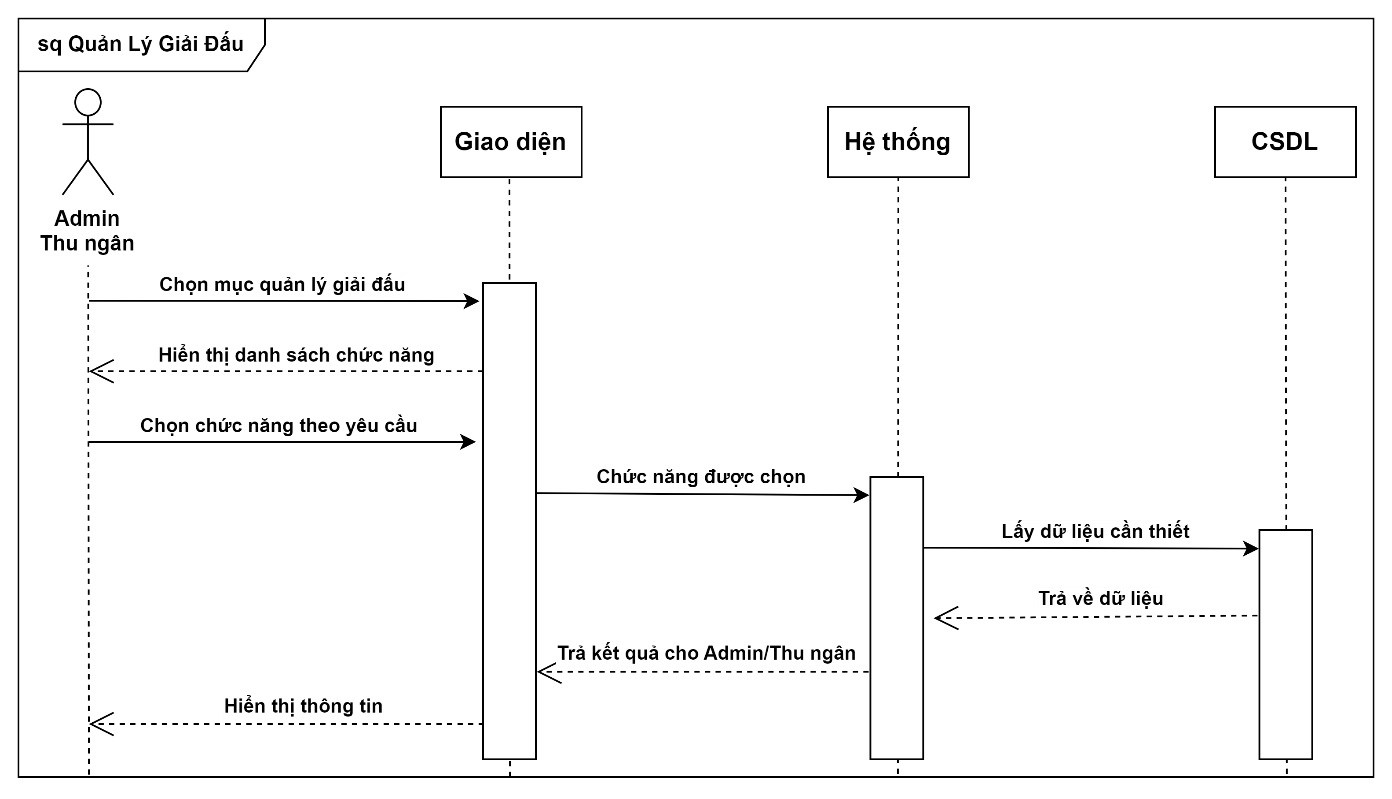 sq Quản Lý Giải Đấu
Giao diện
Hệ thống
CSDL
Admin
Thu ngân
Chọn mục quản lý giải đấu
Hiển thị danh sách chức năng
Chọn chức năng theo yêu cầu
Chức năng được chọn
Lấy dữ liệu cần thiết
Trả về dữ liệu
Trả kết quả cho Admin/Thu ngân
Hiển thị thông tin